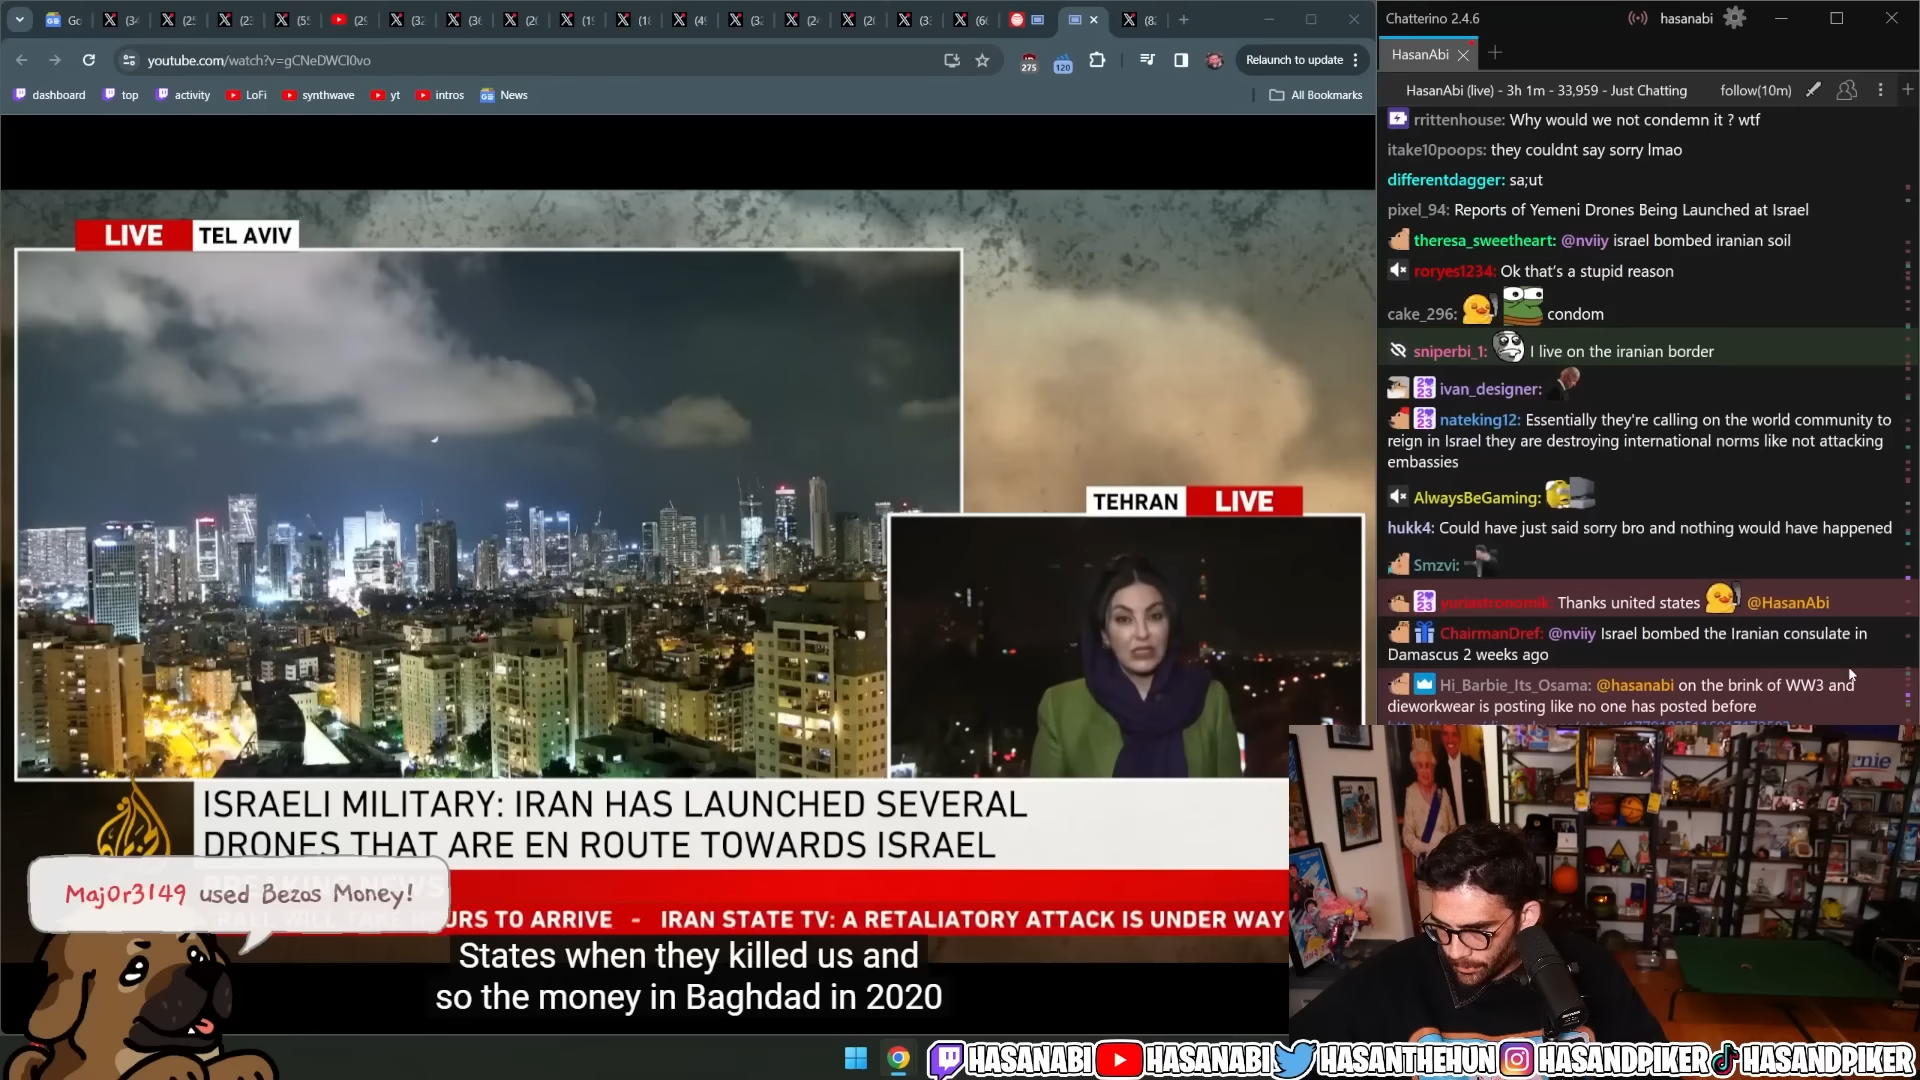 youtube.com/watch?v=gCNeDWCl0vo
275
120
Relaunch to update
dashboard
top
activity
LoFi
synthwave
yt
intros
News
All Bookmarks
LIVE TEL AVIV
TEHRAN LIVE
ISRAELI MILITARY: IRAN HAS LAUNCHED SEVERAL
DRONES THAT ARE EN ROUTE TOWARDS ISRAEL
URS TO ARRIVE - IRAN STATE TV: A RETALIATORY ATTACK IS UNDER WAY
Maj0r3149 used Bezos Money!
States when they killed us and
so the money in Baghdad in 2020
Chatterino 2.4.6
hasanabi
HasanAbi
HasanAbi (live) - 3h 1m - 33,959 - Just Chatting
follow(10m)
rrittenhouse: Why would we not condemn it ? wtf
itake10poops: they couldnt say sorry lmao
differentdagger: sa;ut
pixel_94: Reports of Yemeni Drones Being Launched at Israel
theresa_sweetheart: @nviiy israel bombed iranian soil
roryes1234: Ok that's a stupid reason
cake_296: condom
sniperbi_1: I live on the iranian border
ivan_designer:
nateking12: Essentially they're calling on the world community to
reign in Israel they are destroying international norms like not attacking
embassies
AlwaysBeGaming:
hukk4: Could have just said sorry bro and nothing would have happened
Smzvi:
yuriastronomik: Thanks united states @HasanAbi
ChairmanDref: @nviiy Israel bombed the Iranian consulate in
Damascus 2 weeks ago
Hi_Barbie_Its_Osama: @hasanabi on the brink of WW3 and
dieworkwear is posting like no one has posted before
HASANABI HASANABI HASANTHEHUN HASANDPIKER HASANDPIKER